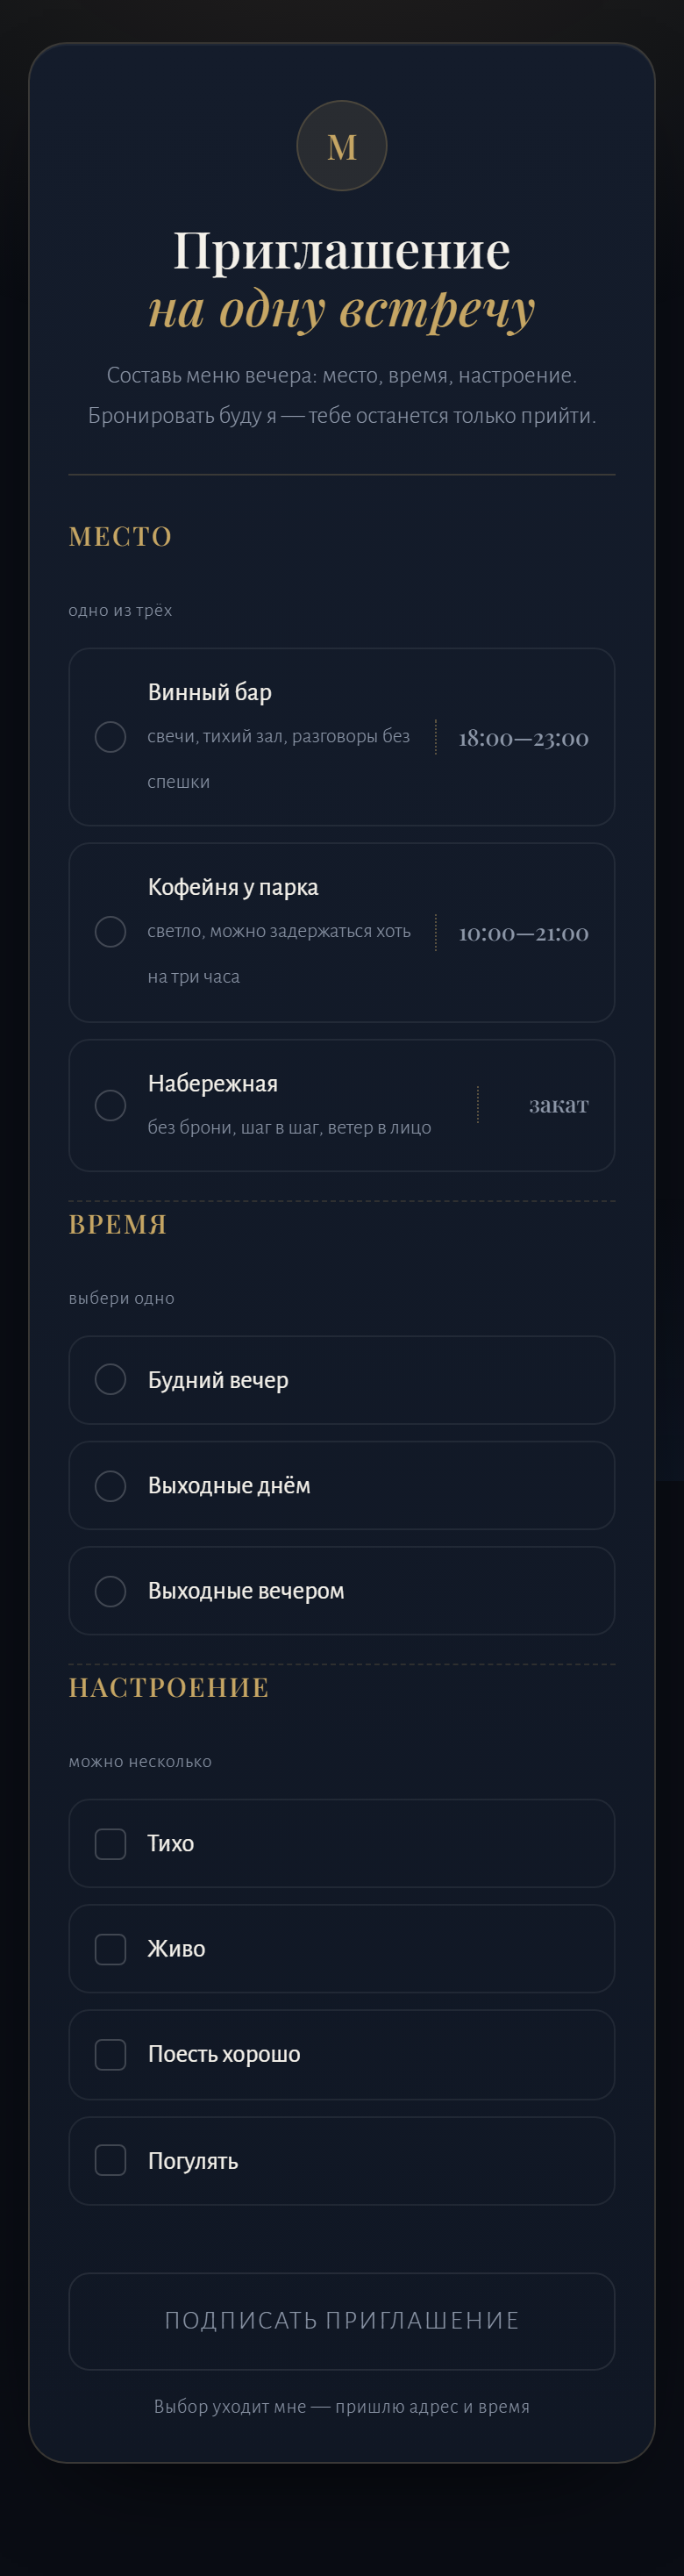 М
Приглашение
на одну встречу
Составь меню вечера: место, время, настроение.
Бронировать буду я — тебе останется только прийти.
МЕСТО
одно из трёх
Винный бар
свечи, тихий зал, разговоры без
спешки
18:00—23:00
Кофейня у парка
светло, можно задержаться хоть
на три часа
10:00—21:00
Набережная
без брони, шаг в шаг, ветер в лицо
закат
ВРЕМЯ
выбери одно
Будний вечер
Выходные днём
Выходные вечером
НАСТРОЕНИЕ
можно несколько
Тихо
Живо
Поесть хорошо
Погулять
ПОДПИСАТЬ ПРИГЛАШЕНИЕ
Выбор уходит мне — пришлю адрес и время